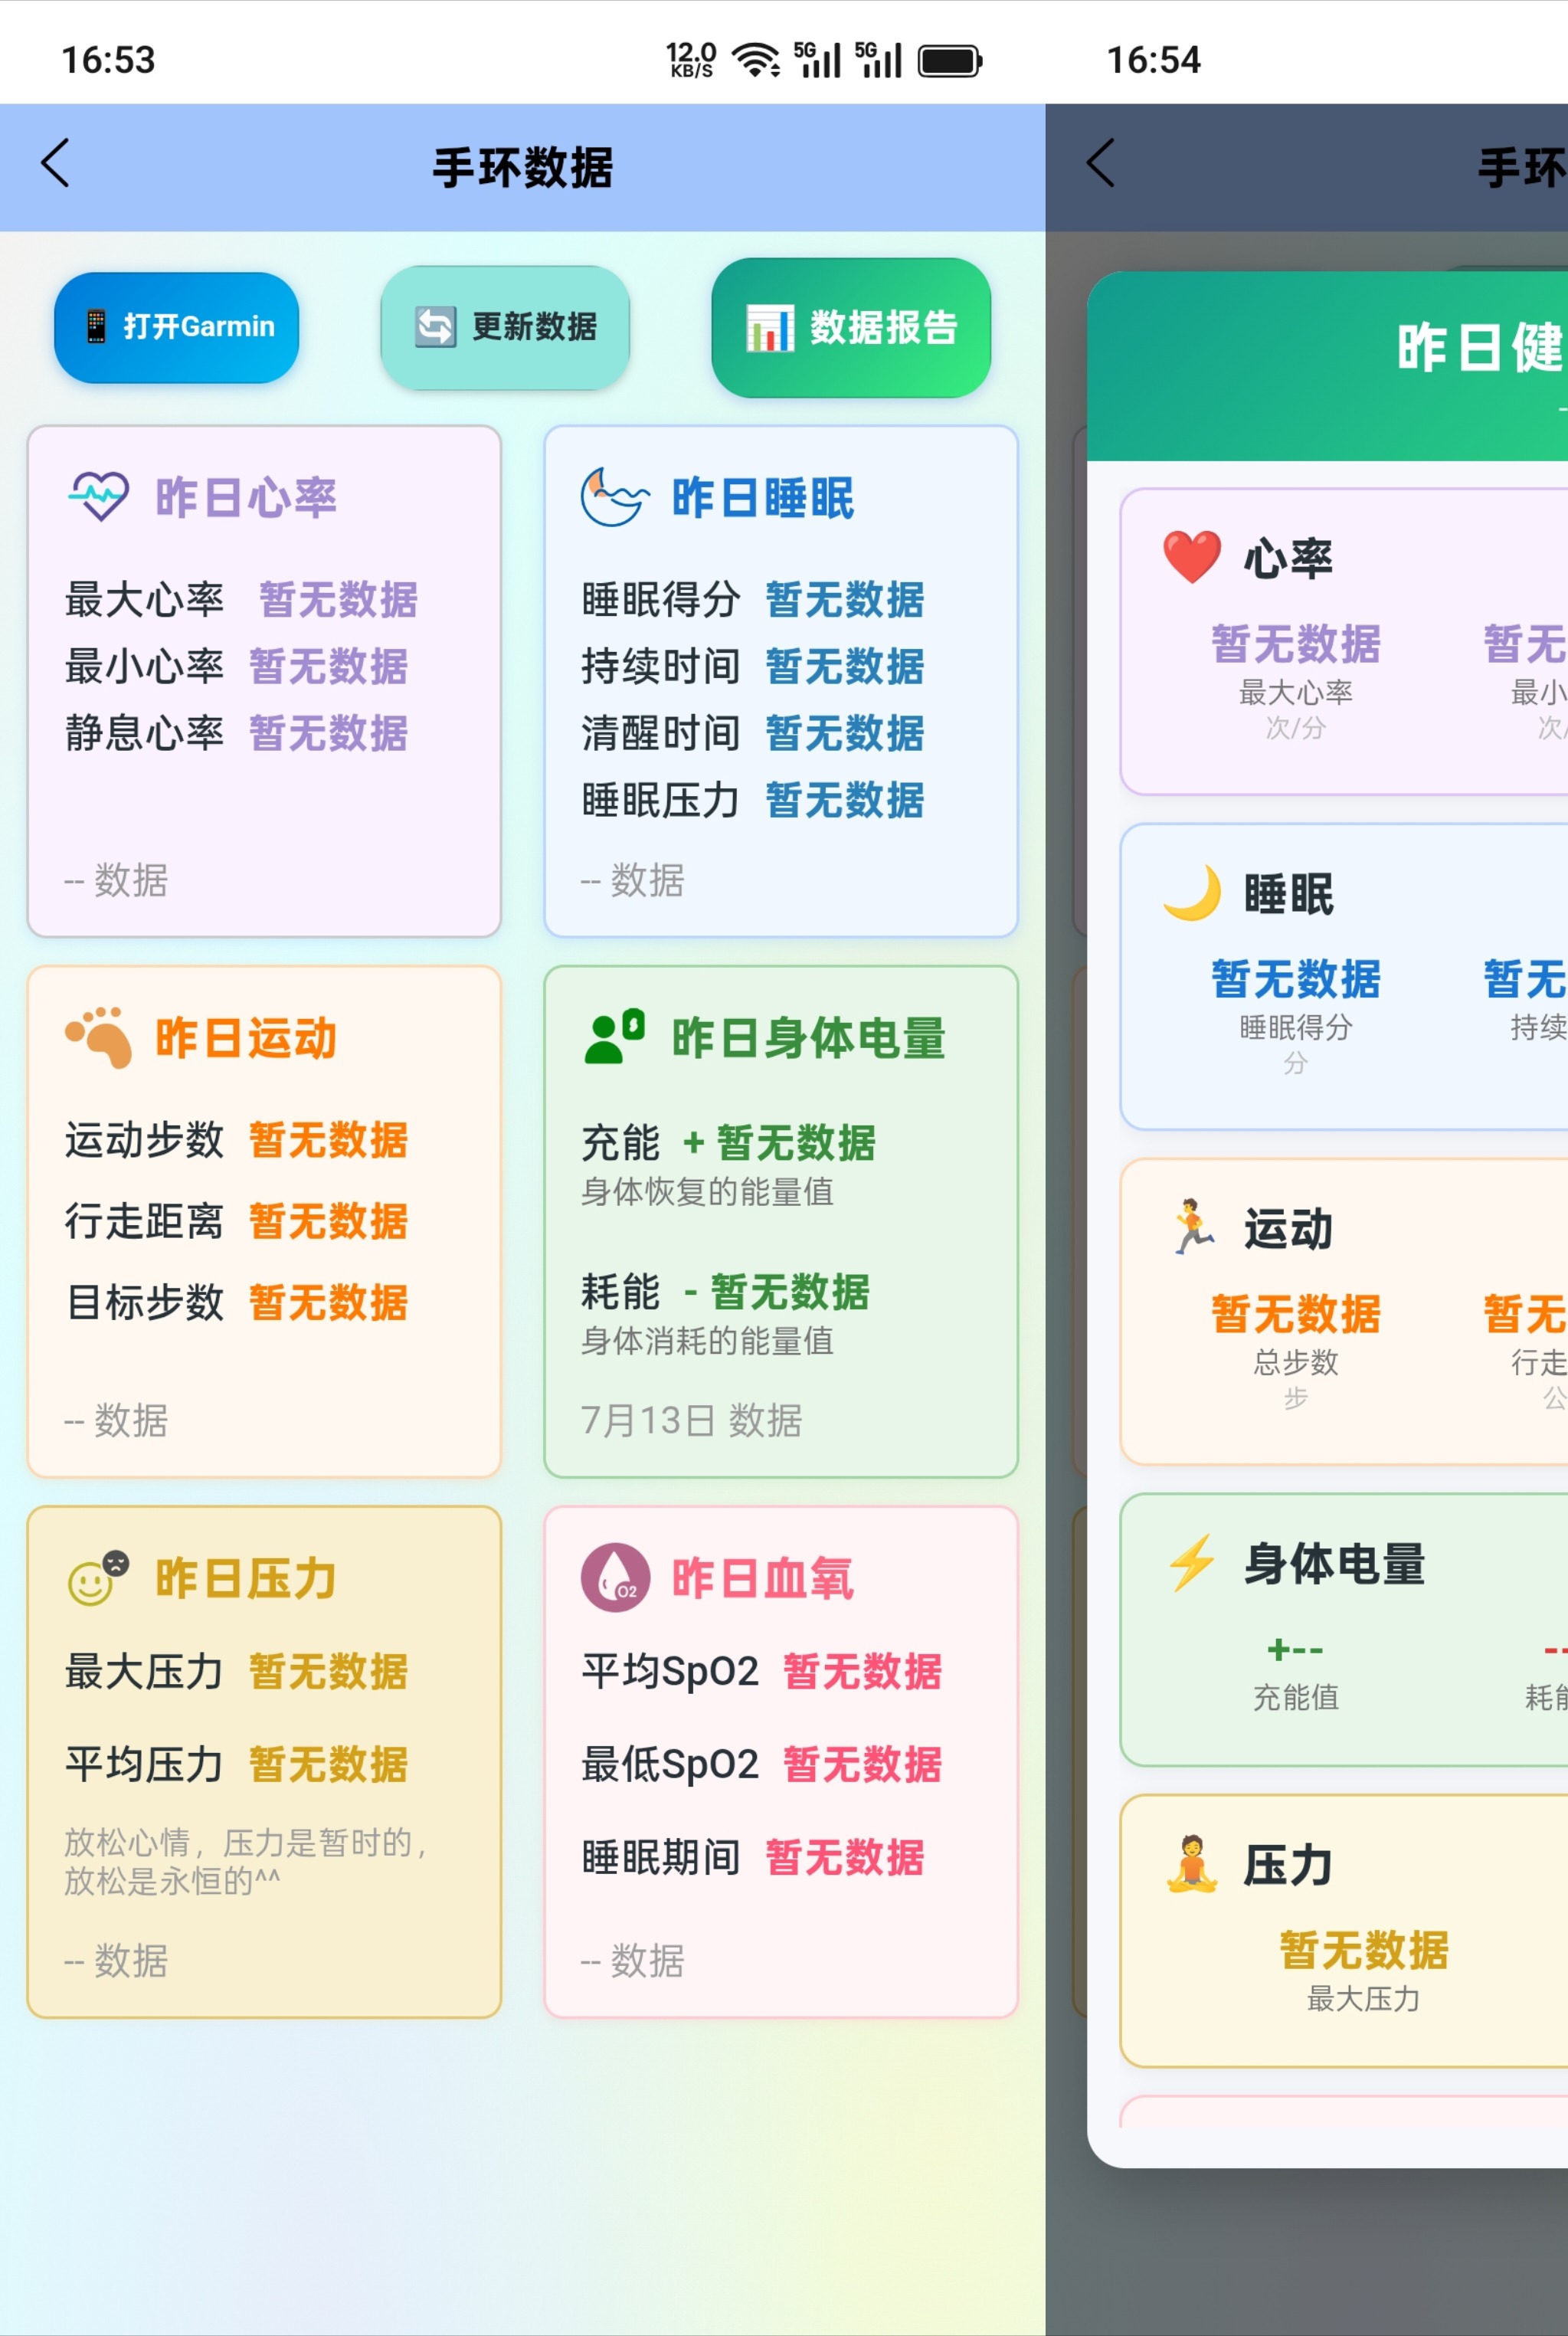 16:53
12.0
KB/S
5G
5G
手环数据
打开Garmin
更新数据
数据报告
昨日心率
最大心率 暂无数据
最小心率 暂无数据
静息心率 暂无数据
-- 数据
昨日睡眠
睡眠得分 暂无数据
持续时间 暂无数据
清醒时间 暂无数据
睡眠压力 暂无数据
-- 数据
昨日运动
运动步数 暂无数据
行走距离 暂无数据
目标步数 暂无数据
-- 数据
昨日身体电量
充能 + 暂无数据
身体恢复的能量值
耗能 - 暂无数据
身体消耗的能量值
7月13日 数据
昨日压力
最大压力 暂无数据
平均压力 暂无数据
放松心情，压力是暂时的，
放松是永恒的^^
-- 数据
昨日血氧
O2
平均SpO2 暂无数据
最低SpO2 暂无数据
睡眠期间 暂无数据
-- 数据
16:54
手环
昨日健
心率
暂无数据 暂无
最大心率 最小
次/分 次/
睡眠
暂无数据 暂无
睡眠得分 持续
分
运动
暂无数据 暂无
总步数 行走
步 公
身体电量
+-- --
充能值 耗能
压力
暂无数据
最大压力